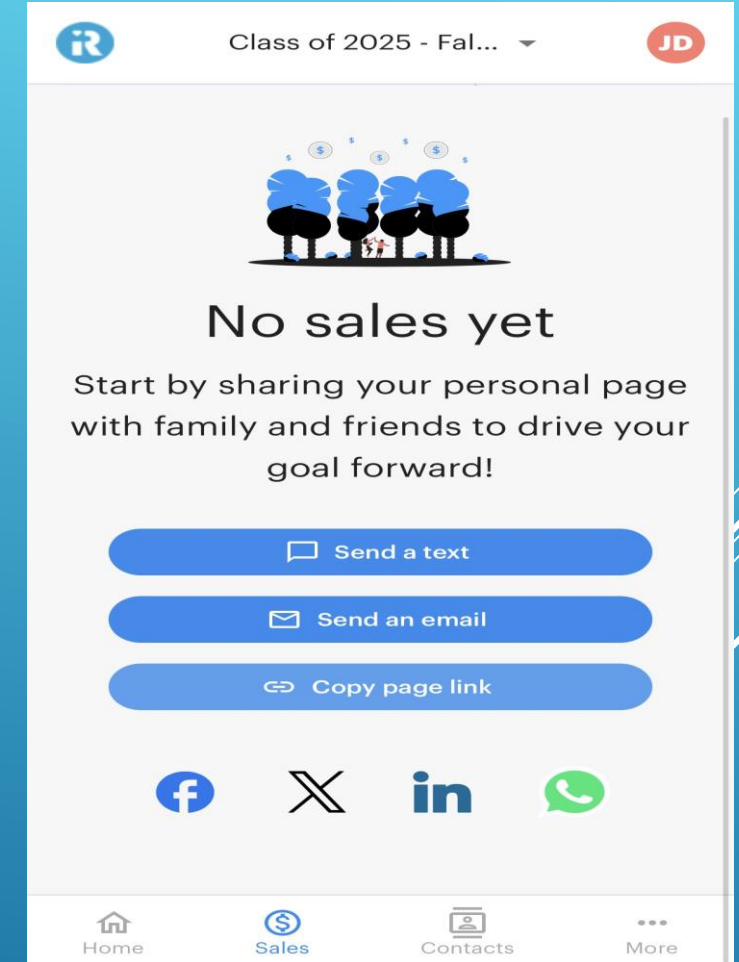 iR
Class of 2025 - Fal...
JD
$ $ $ $ $ $ $
No sales yet
Start by sharing your personal page
with family and friends to drive your
goal forward!
Send a text
Send an email
Copy page link
f X in
$
Home Sales Contacts More